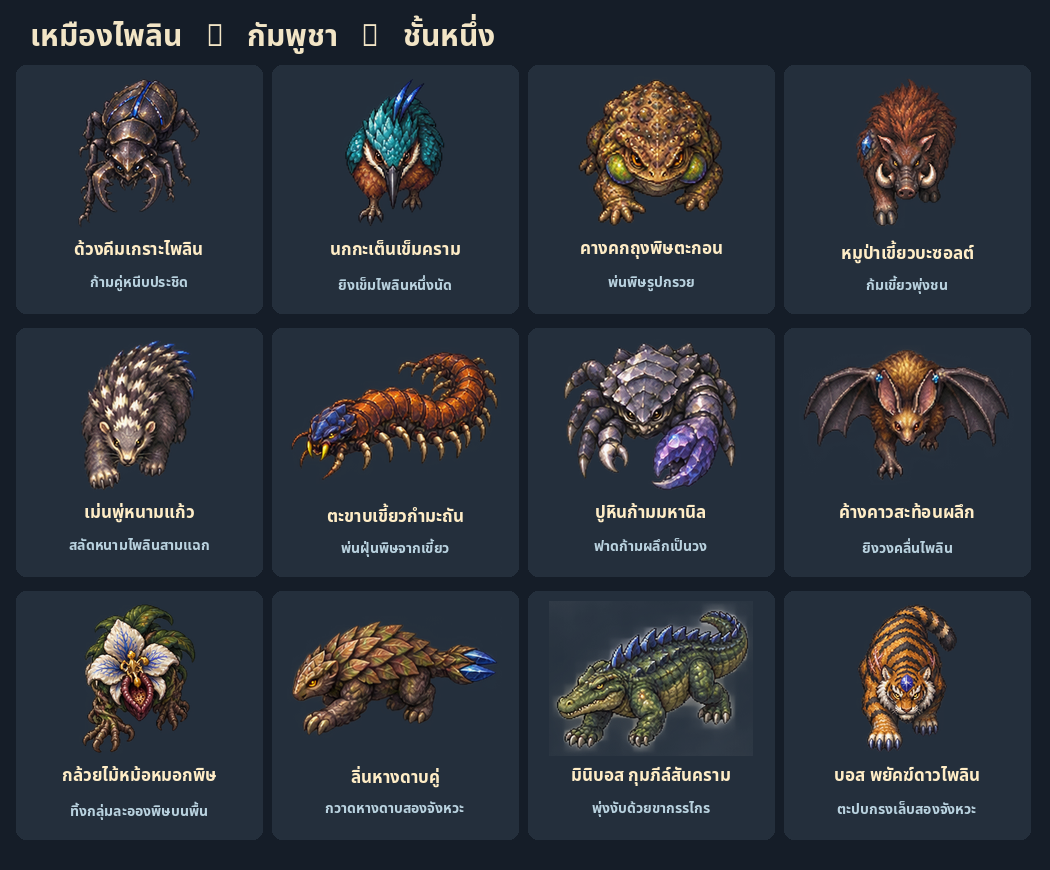 เหมืองไพลิน ▯ กัมพูชา ▯ ชั้นหนึ่ง
ด้วงคีมเกราะไพลิน
ก้ามคู่หนีบประชิด
นกกะเต็นเข็มคราม
ยิงเข็มไพลินหนึ่งนัด
คางคกถุงพิษตะกอน
พ่นพิษรูปกรวย
หมูป่าเขี้ยวบะซอลต์
ก้มเขี้ยวพุ่งชน
เม่นพู่หนามแก้ว
สลัดหนามไพลินสามแฉก
ตะขาบเขี้ยวกำมะถัน
พ่นฝุ่นพิษจากเขี้ยว
ปูหินก้ามมหานิล
ฟาดก้ามผลึกเป็นวง
ค้างคาวสะท้อนผลึก
ยิงวงคลื่นไพลิน
กล้วยไม้หม้อหมอกพิษ
ทิ้งกลุ่มละอองพิษบนพื้น
ลิ่นหางดาบคู่
กวาดหางดาบสองจังหวะ
มินิบอส กุมภีล์สันคราม
พุ่งงับด้วยขากรรไกร
บอส พยัคฆ์ดาวไพลิน
ตะปบกรงเล็บสองจังหวะ